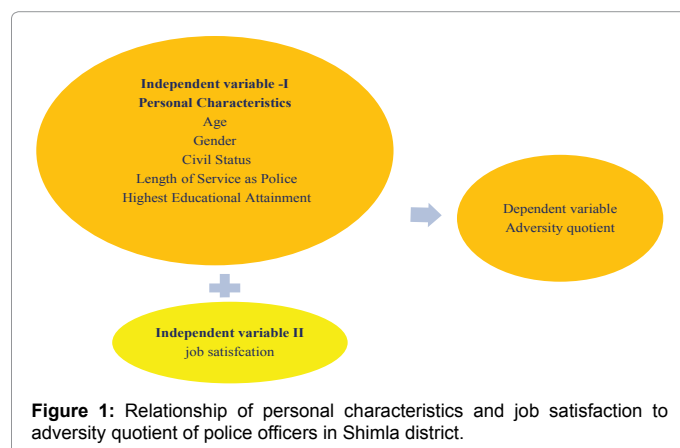 Independent variable -I
Personal Characteristics
Age
Gender
Civil Status
Length of Service as Police
Highest Educational Attainment
Dependent variable
Adversity quotient
Independent variable II
job satisfcation
Figure 1: Relationship of personal characteristics and job satisfaction to
adversity quotient of police officers in Shimla district.